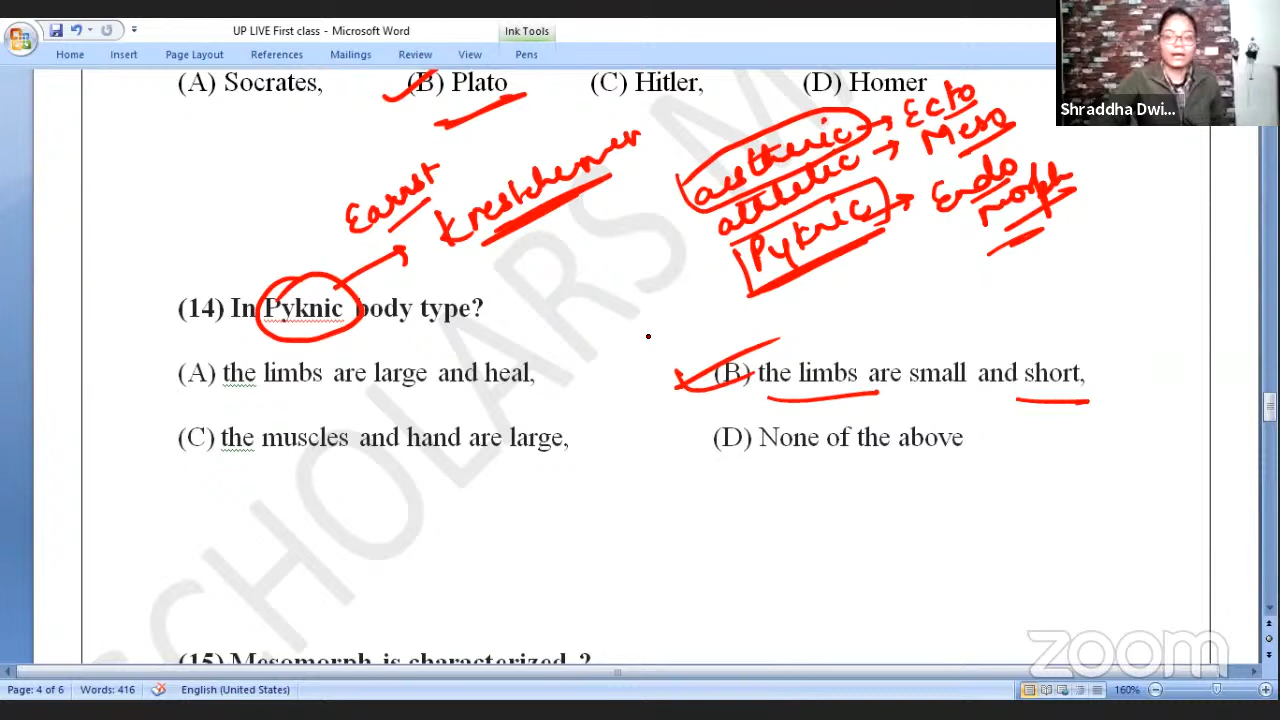 UP LIVE First class - Microsoft Word
Ink Tools
Home Insert Page Layout References Mailings Review View Pens
Shraddha Dwi...
(A) Socrates, (B) Plato (C) Hitler, (D) Homer
Earnst
Krestchemer
aesthenic → Ecto
athletic → Meso
Pyknic → Endo
morph
(14) In Pyknic body type?
(A) the limbs are large and heal, (B) the limbs are small and short,
(C) the muscles and hand are large, (D) None of the above
SCHOLARS
(15) Mesomorph is characterized ?
zoom
Page: 4 of 6 Words: 416 English (United States) 160%